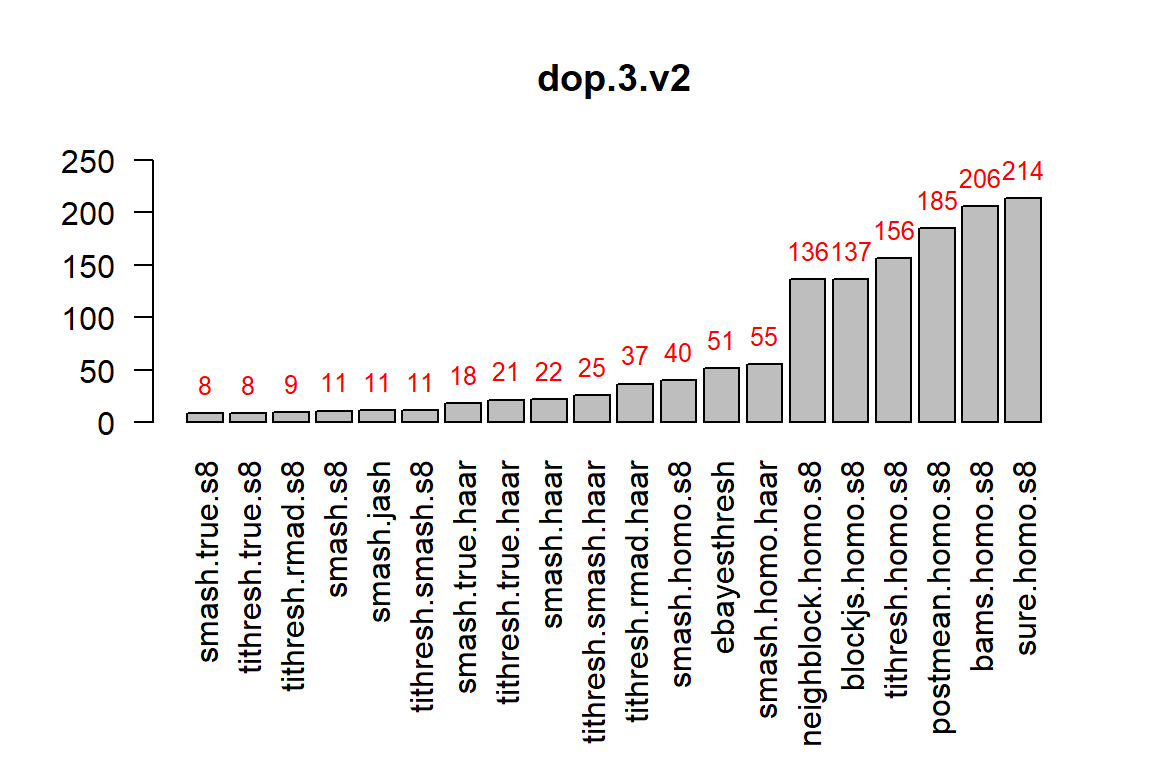 dop.3.v2
250
200
150
100
50
0
8
8
9
11
11
11
18
21
22
25
37
40
51
55
136
137
156
185
206
214
smash.true.s8
tithresh.true.s8
tithresh.rmad.s8
smash.s8
smash.jash
tithresh.smash.s8
smash.true.haar
tithresh.true.haar
smash.haar
tithresh.smash.haar
tithresh.rmad.haar
smash.homo.s8
ebayesthresh
smash.homo.haar
neighblock.homo.s8
blockjs.homo.s8
tithresh.homo.s8
postmean.homo.s8
bams.homo.s8
sure.homo.s8